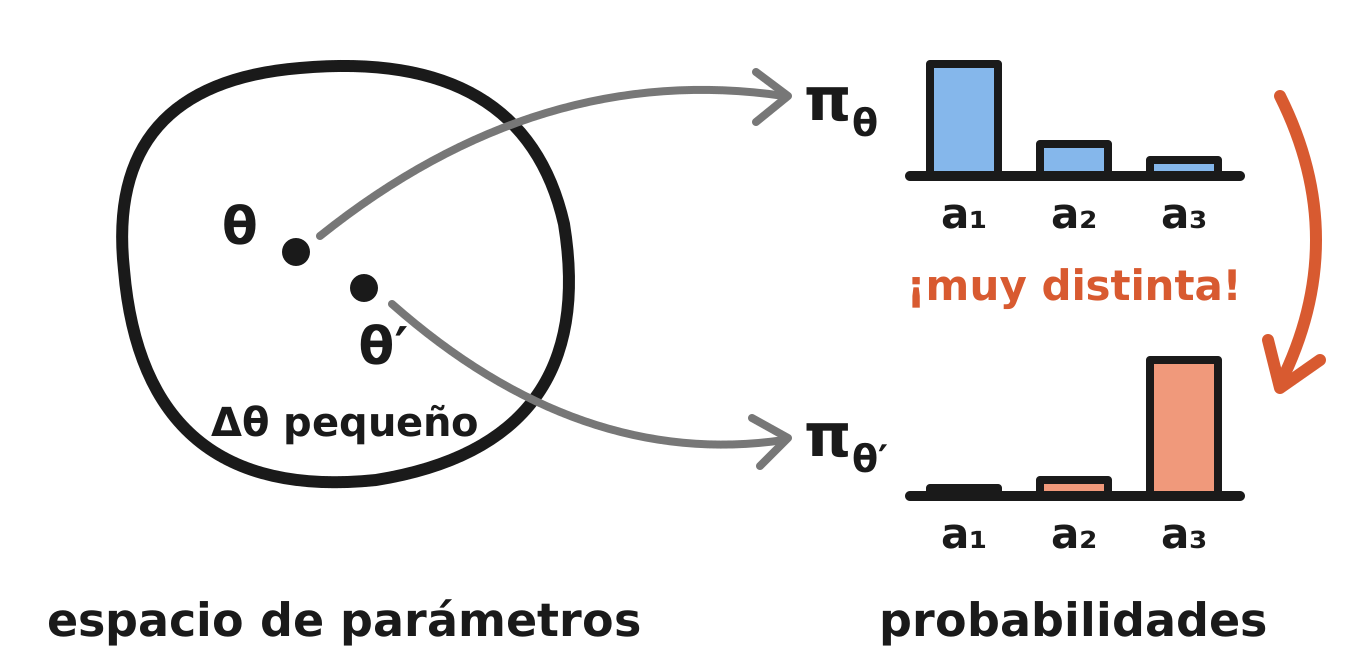 θ
θ′
Δθ pequeño
espacio de parámetros
πθ
a₁ a₂ a₃
¡muy distinta!
πθ′
a₁ a₂ a₃
probabilidades